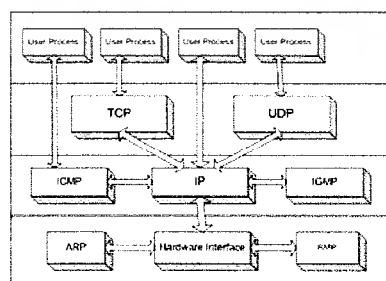 User Process User Process User Process User Process
TCP UDP
ICMP IP IGMP
ARP Hardware Interface